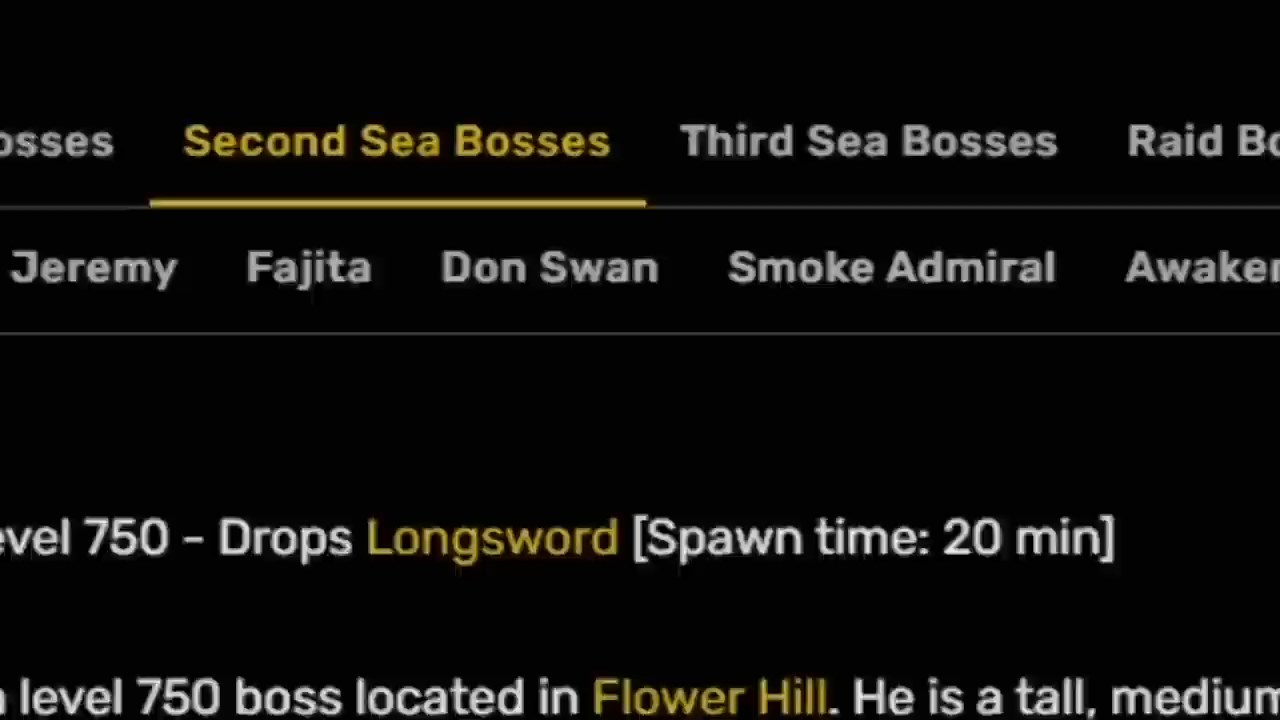 osses Second Sea Bosses Third Sea Bosses Raid Bo
Jeremy Fajita Don Swan Smoke Admiral Awaken
evel 750 - Drops Longsword [Spawn time: 20 min]
level 750 boss located in Flower Hill. He is a tall, medium